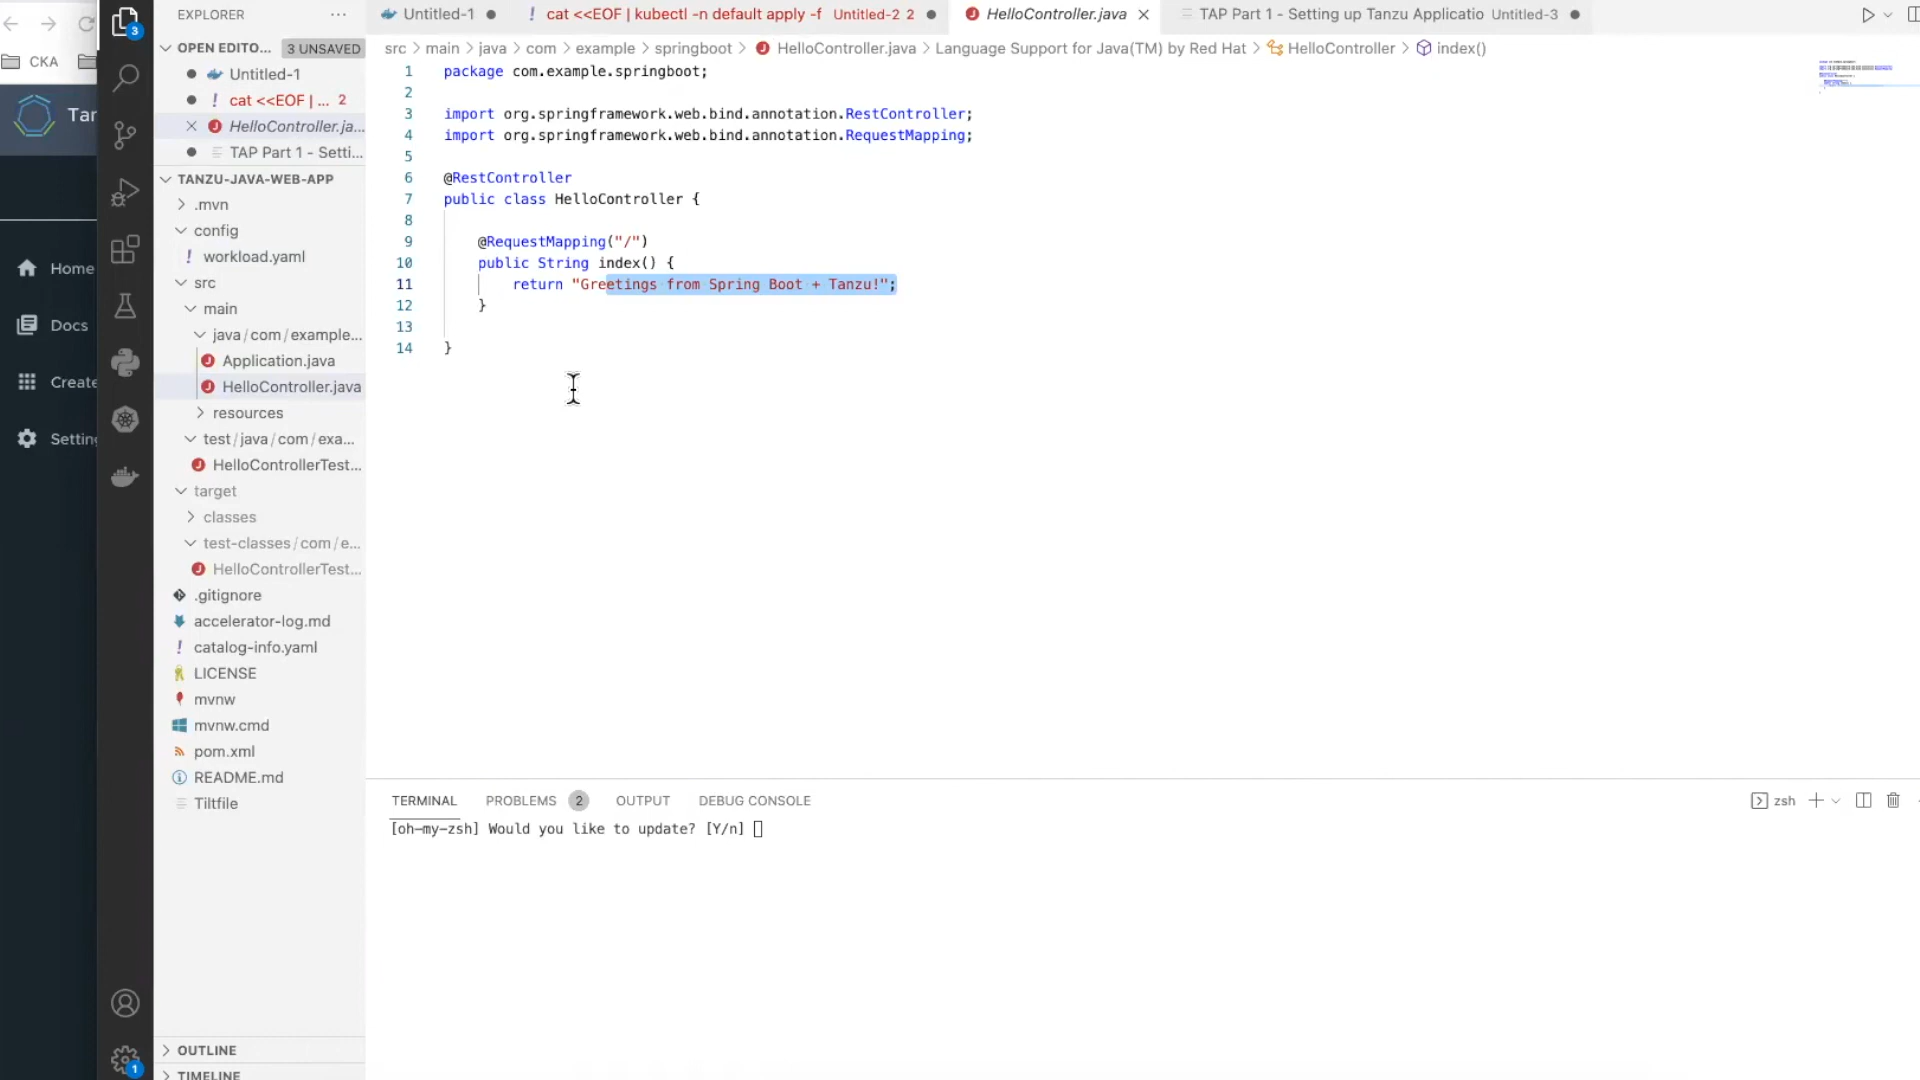 CKA
Tan
Home
Docs
Create
Setting
3
1
EXPLORER
OPEN EDITO... 3 UNSAVED
Untitled-1
! cat <<EOF | ... 2
HelloController.ja...
TAP Part 1 - Setti...
TANZU-JAVA-WEB-APP
.mvn
config
! workload.yaml
src
main
java/com/example...
Application.java
HelloController.java
resources
test/java/com/exa...
HelloControllerTest...
target
classes
test-classes/com/e...
HelloControllerTest...
.gitignore
accelerator-log.md
! catalog-info.yaml
LICENSE
mvnw
mvnw.cmd
pom.xml
README.md
Tiltfile
OUTLINE
TIMELINE
Untitled-1
! cat <<EOF | kubectl -n default apply -f Untitled-2 2
HelloController.java
TAP Part 1 - Setting up Tanzu Applicatio Untitled-3
src > main > java > com > example > springboot > HelloController.java > Language Support for Java(TM) by Red Hat > HelloController > index()
1 package com.example.springboot;
2
3 import org.springframework.web.bind.annotation.RestController;
4 import org.springframework.web.bind.annotation.RequestMapping;
5
6 @RestController
7 public class HelloController {
8
9 @RequestMapping("/")
10 public String index() {
11 return "Greetings from Spring Boot + Tanzu!";
12 }
13
14 }
TERMINAL PROBLEMS 2 OUTPUT DEBUG CONSOLE
zsh
[oh-my-zsh] Would you like to update? [Y/n]